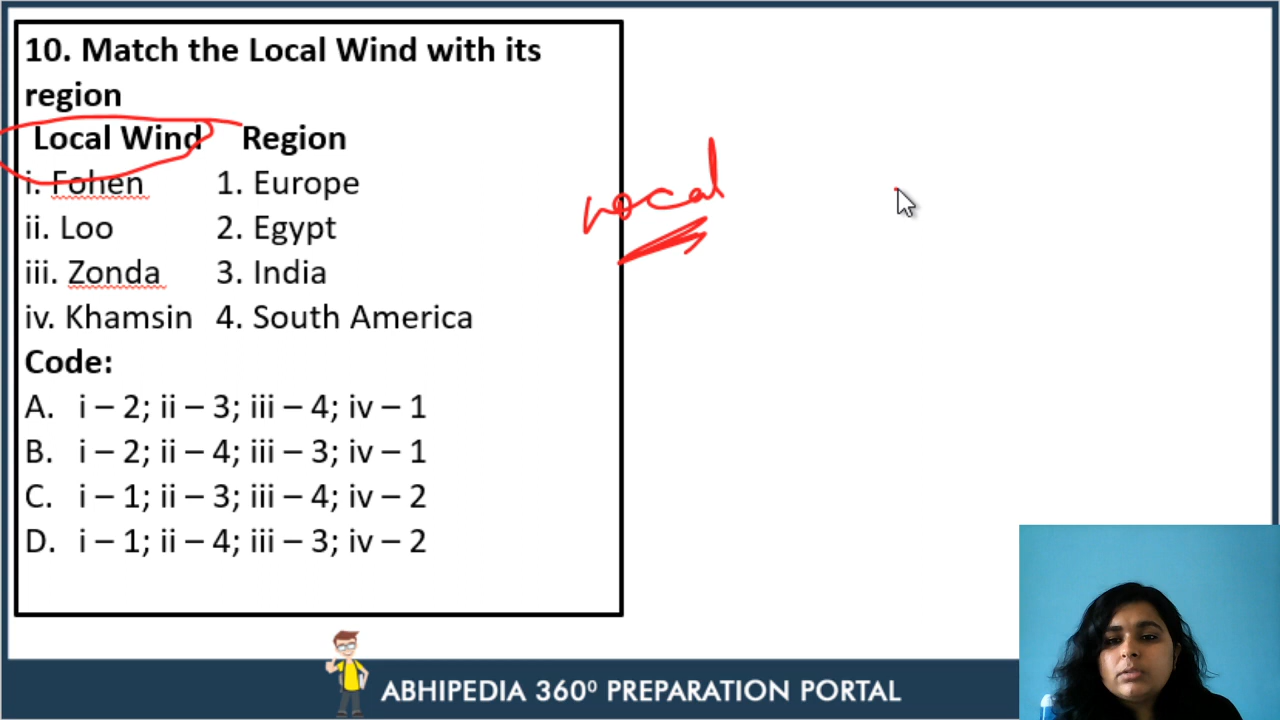 10. Match the Local Wind with its
region
Local Wind Region
i. Fohen 1. Europe
ii. Loo 2. Egypt
iii. Zonda 3. India
iv. Khamsin 4. South America
Code:
A. i – 2; ii – 3; iii – 4; iv – 1
B. i – 2; ii – 4; iii – 3; iv – 1
C. i – 1; ii – 3; iii – 4; iv – 2
D. i – 1; ii – 4; iii – 3; iv – 2
local
ABHIPEDIA 360⁰ PREPARATION PORTAL